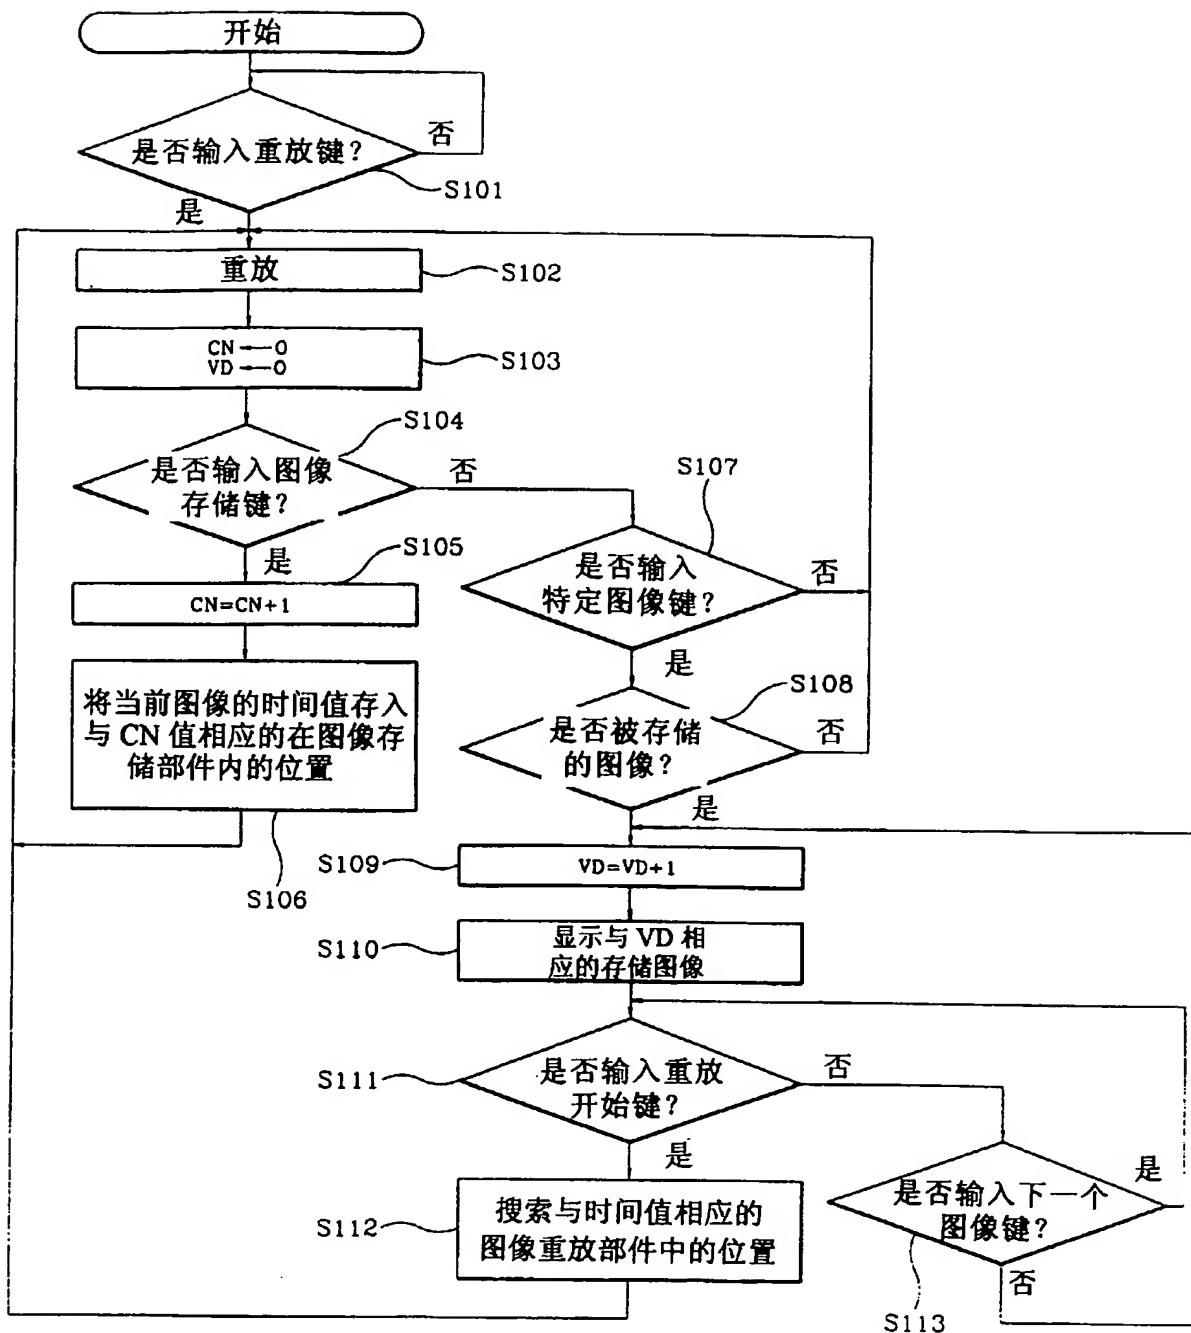 开始
是否输入重放键？
否
S101
是
重放
S102
CN←0
VD←0
S103
S104
是否输入图像
存储键？
否
是
S105
CN=CN+1
将当前图像的时间值存入
与 CN 值相应的在图像存
储部件内的位置
S106
S107
是否输入
特定图像键？
否
是
S108
是否被存储
的图像？
否
是
S109
VD=VD+1
S110
显示与 VD 相
应的存储图像
S111
是否输入重放
开始键？
否
是
S112
搜索与时间值相应的
图像重放部件中的位置
是否输入下一个
图像键？
是
否
S113